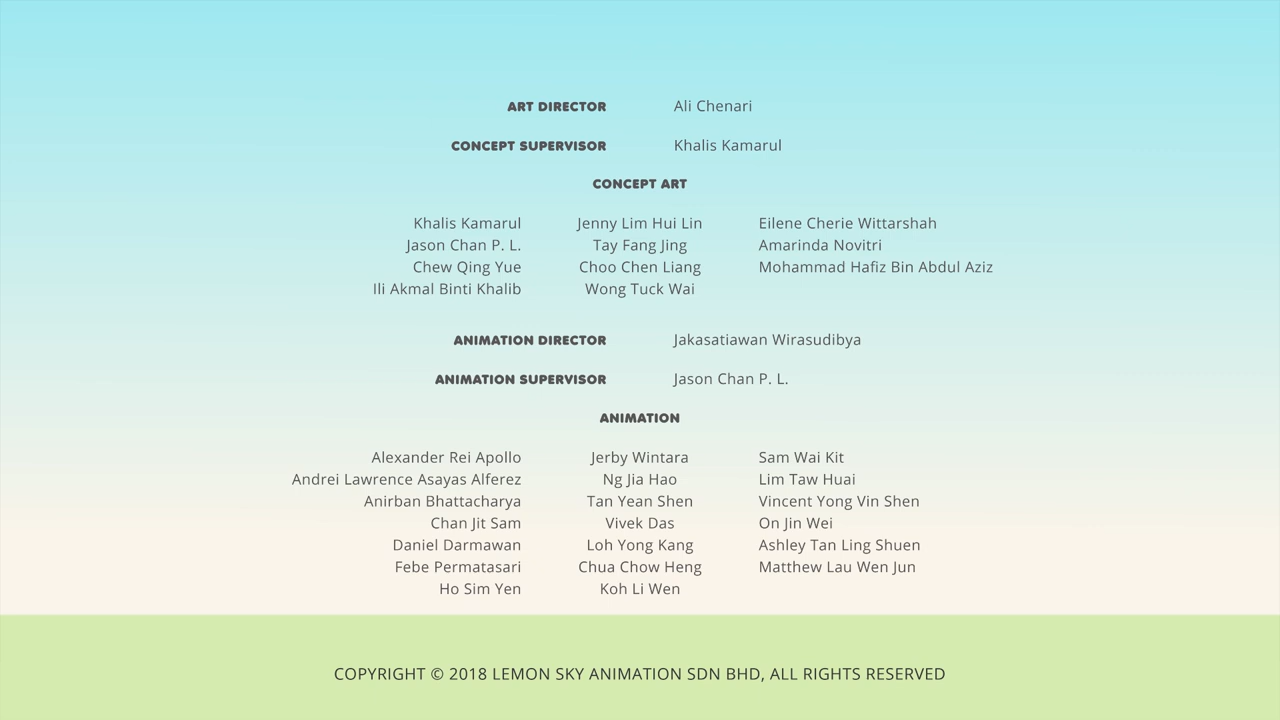 ART DIRECTOR Ali Chenari
CONCEPT SUPERVISOR Khalis Kamarul
CONCEPT ART
Khalis Kamarul Jenny Lim Hui Lin Eilene Cherie Wittarshah
Jason Chan P. L. Tay Fang Jing Amarinda Novitri
Chew Qing Yue Choo Chen Liang Mohammad Hafiz Bin Abdul Aziz
Ili Akmal Binti Khalib Wong Tuck Wai
ANIMATION DIRECTOR Jakasatiawan Wirasudibya
ANIMATION SUPERVISOR Jason Chan P. L.
ANIMATION
Alexander Rei Apollo Jerby Wintara Sam Wai Kit
Andrei Lawrence Asayas Alferez Ng Jia Hao Lim Taw Huai
Anirban Bhattacharya Tan Yean Shen Vincent Yong Vin Shen
Chan Jit Sam Vivek Das On Jin Wei
Daniel Darmawan Loh Yong Kang Ashley Tan Ling Shuen
Febe Permatasari Chua Chow Heng Matthew Lau Wen Jun
Ho Sim Yen Koh Li Wen
COPYRIGHT © 2018 LEMON SKY ANIMATION SDN BHD, ALL RIGHTS RESERVED